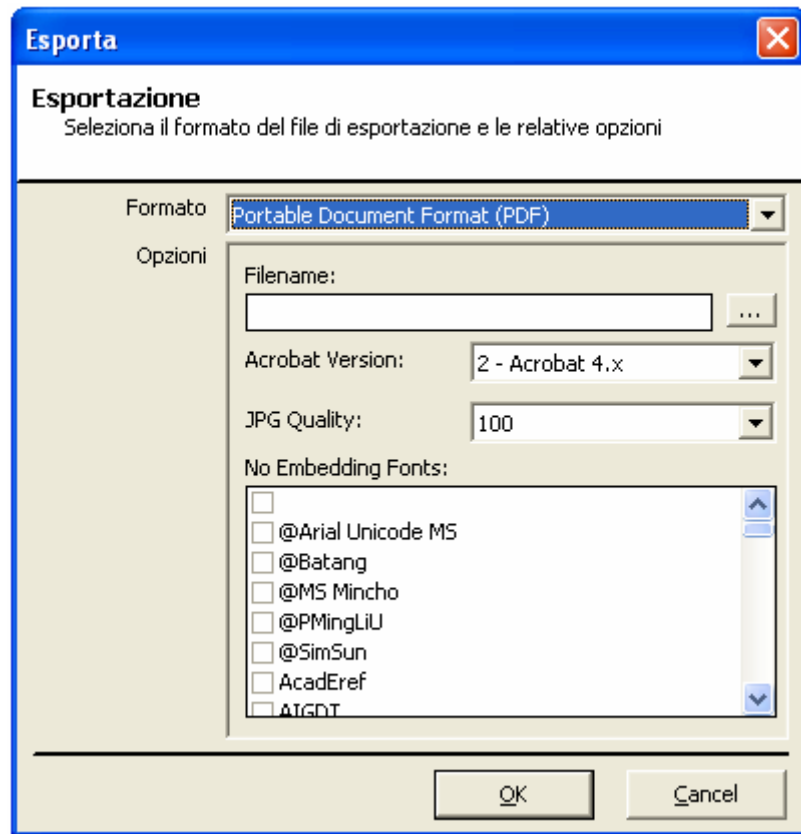 Esporta
Esportazione
Seleziona il formato del file di esportazione e le relative opzioni
Formato Portable Document Format (PDF)
Opzioni
Filename:
...
Acrobat Version: 2 - Acrobat 4.x
JPG Quality: 100
No Embedding Fonts:
@Arial Unicode MS
@Batang
@MS Mincho
@PMingLiU
@SimSun
AcadEref
AIGDT
OK Cancel